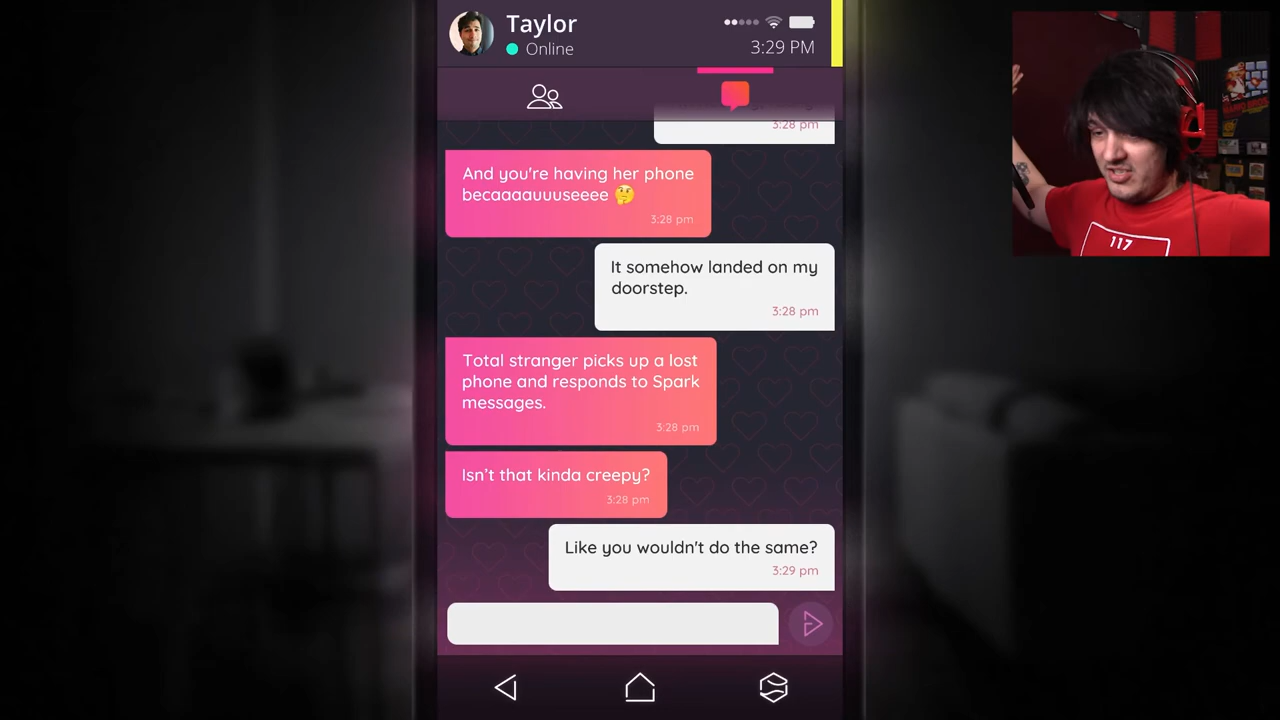 Taylor
Online
3:29 PM
3:28 pm
And you're having her phone
becaaaauuuseeee 🤔
3:28 pm
It somehow landed on my
doorstep.
3:28 pm
Total stranger picks up a lost
phone and responds to Spark
messages.
3:28 pm
Isn't that kinda creepy?
3:28 pm
Like you wouldn't do the same?
3:29 pm
117